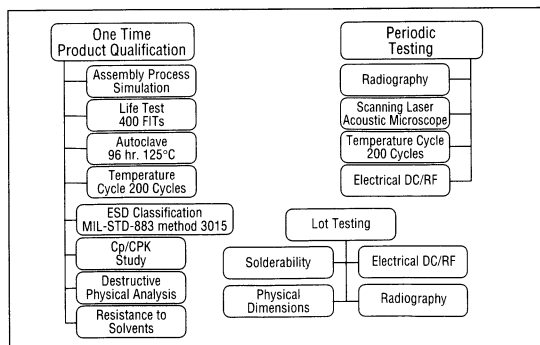 One Time
Product Qualification
Assembly Process
Simulation
Life Test
400 FITs
Autoclave
96 hr. 125°C
Temperature
Cycle 200 Cycles
ESD Classification
MIL-STD-883 method 3015
Cp/CPK
Study
Destructive
Physical Analysis
Resistance to
Solvents
Periodic
Testing
Radiography
Scanning Laser
Acoustic Microscope
Temperature Cycle
200 Cycles
Electrical DC/RF
Lot Testing
Solderability
Electrical DC/RF
Physical
Dimensions
Radiography